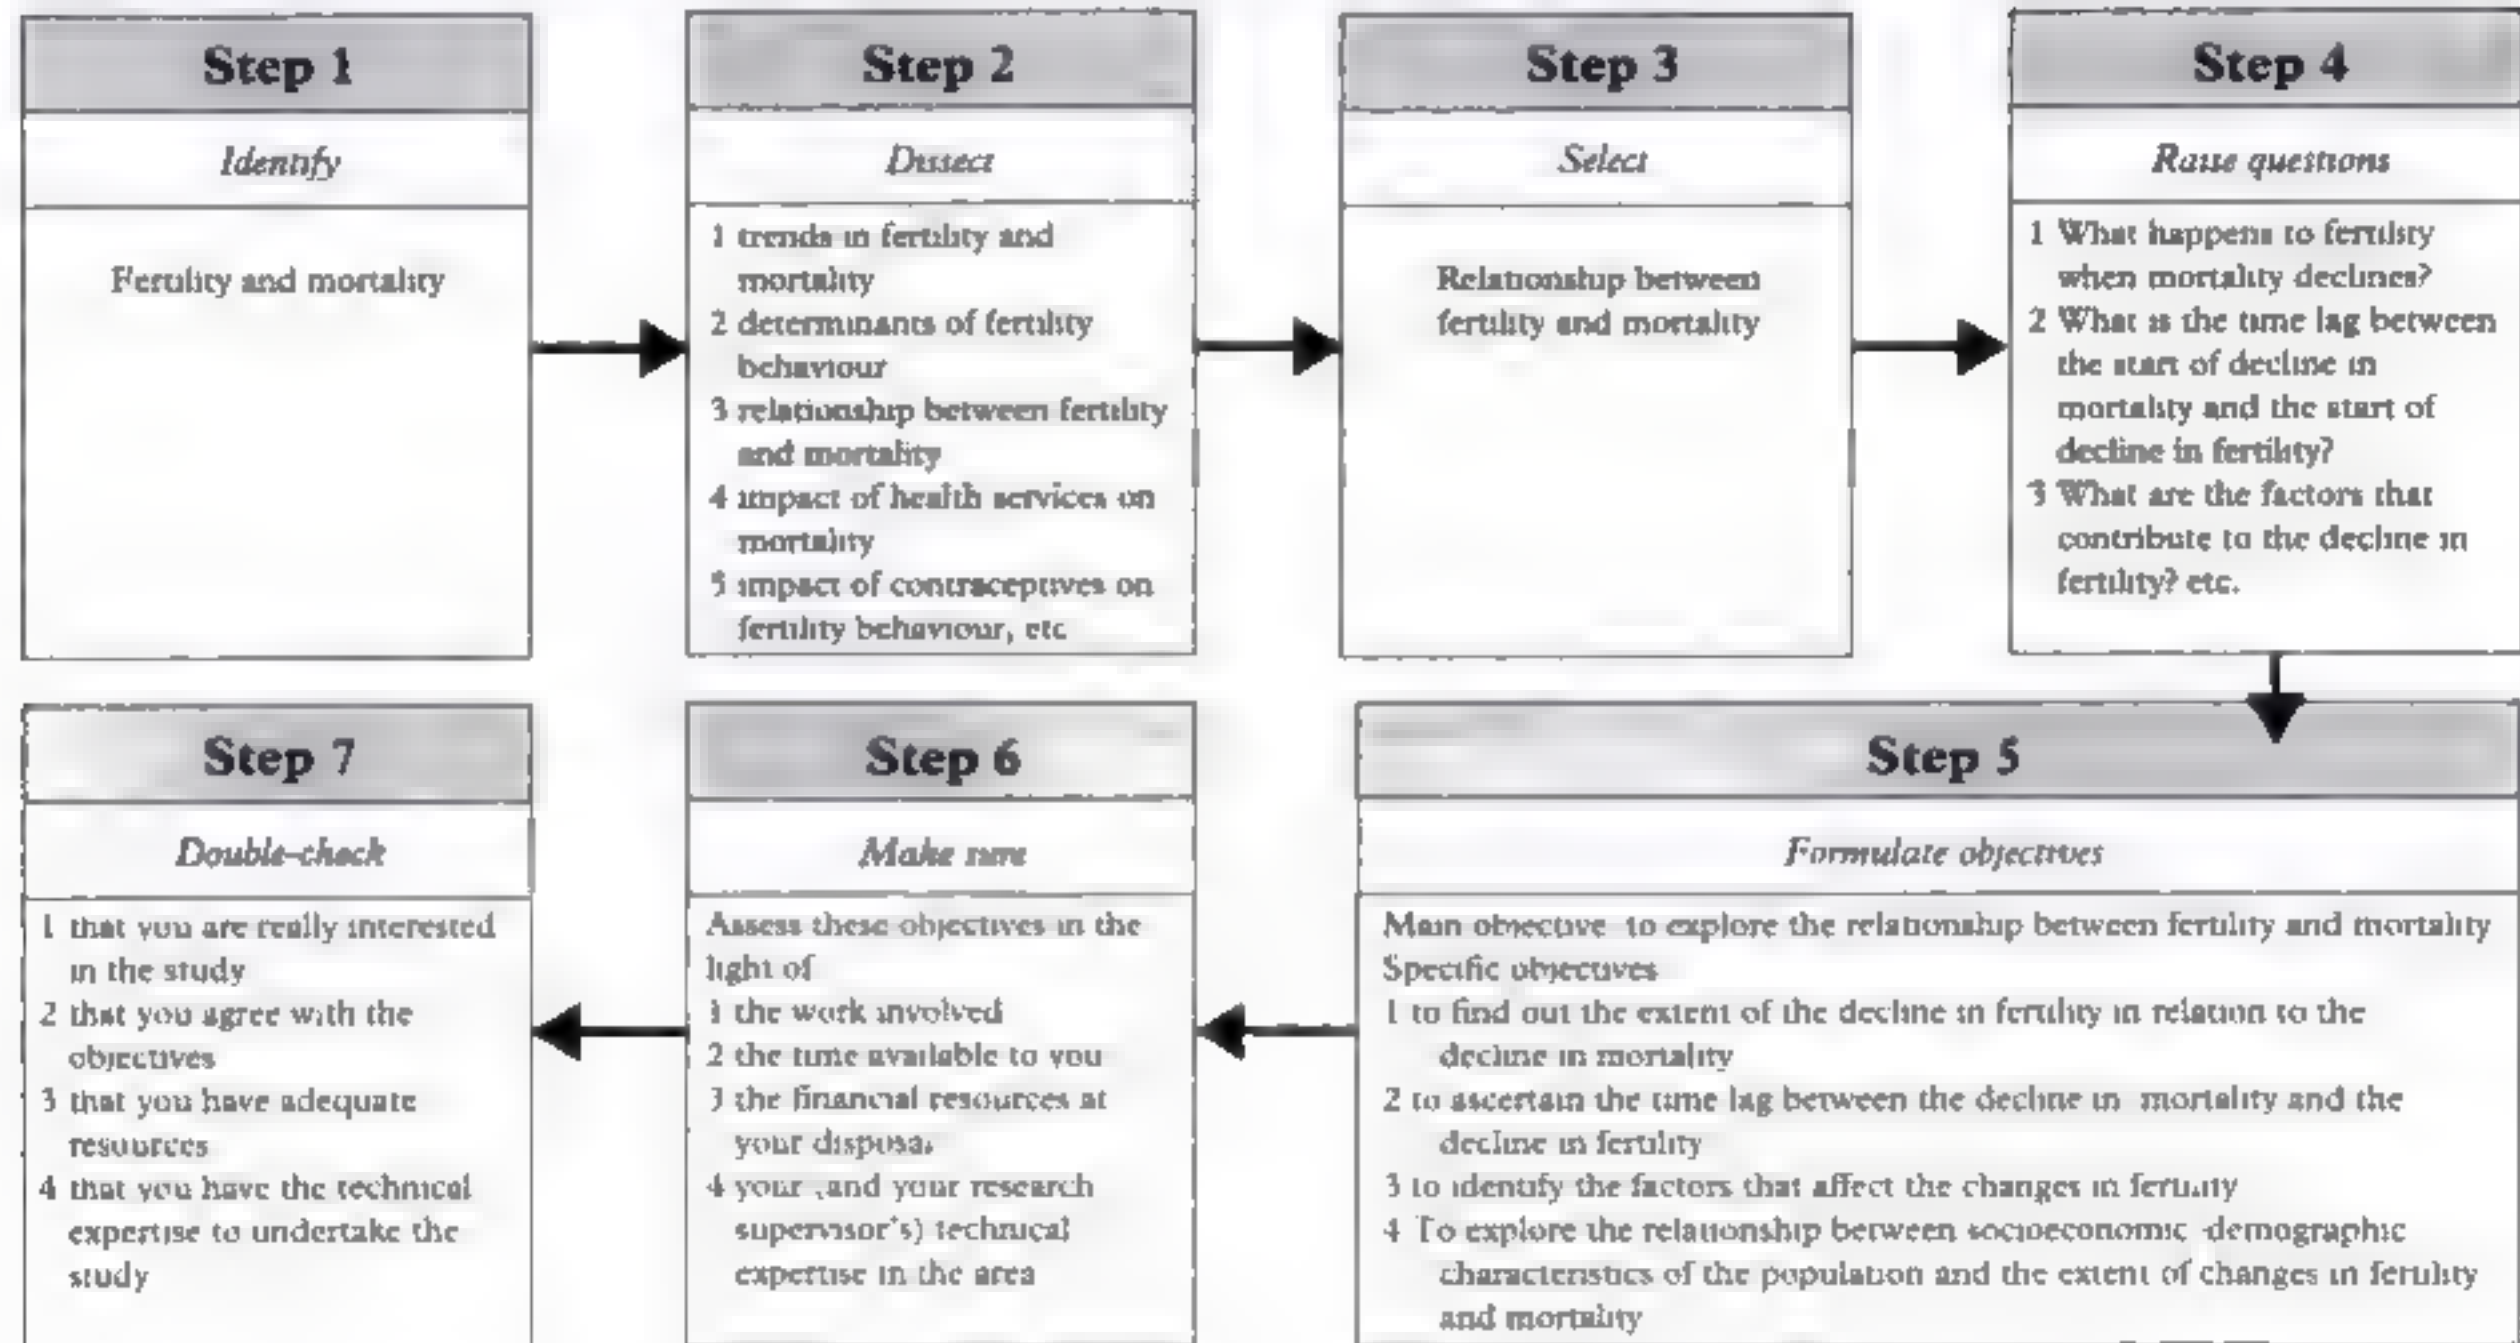 Step 1
Identify
Fertility and mortality
Step 2
Dissect
1 trends in fertility and
mortality
2 determinants of fertility
behaviour
3 relationship between fertility
and mortality
4 impact of health services on
mortality
5 impact of contraceptives on
fertility behaviour, etc
Step 3
Select
Relationship between
fertility and mortality
Step 4
Raise questions
1 What happens to fertility
when mortality declines?
2 What is the time lag between
the start of decline in
mortality and the start of
decline in fertility?
3 What are the factors that
contribute to the decline in
fertility? etc.
Step 5
Formulate objectives
Main objective to explore the relationship between fertility and mortality
Specific objectives
1 to find out the extent of the decline in fertility in relation to the
decline in mortality
2 to ascertain the time lag between the decline in mortality and the
decline in fertility
3 to identify the factors that affect the changes in fertility
4 To explore the relationship between socioeconomic-demographic
characteristics of the population and the extent of changes in fertility
and mortality
Step 6
Make sure
Assess these objectives in the
light of
1 the work involved
2 the time available to you
3 the financial resources at
your disposal
4 your (and your research
supervisor's) technical
expertise in the area
Step 7
Double-check
1 that you are really interested
in the study
2 that you agree with the
objectives
3 that you have adequate
resources
4 that you have the technical
expertise to undertake the
study